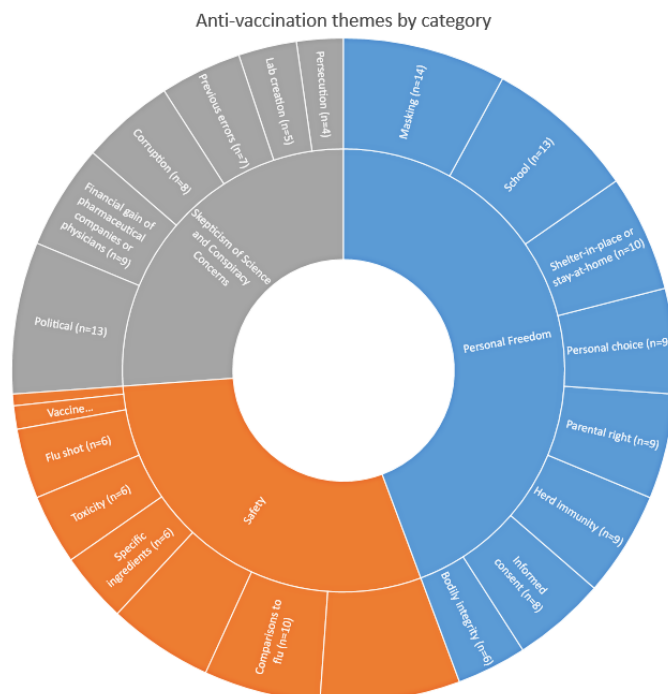 Anti-vaccination themes by category
Masking (n=14)
School (n=13)
Shelter-in-place or
stay-at-home (n=10)
Personal choice (n=9
Parental right (n=9)
Herd immunity (n=9)
Informed
consent (n=8)
Bodily integrity (n=6)
Comparisons to
flu (n=10)
Specific
ingredients (n=6)
Toxicity (n=6)
Flu shot (n=6)
Vaccine...
Political (n=13)
Financial gain of
pharmaceutical
companies or
physicians (n=9)
Corruption (n=8)
Previous errors (n=7)
Lab creation (n=5)
Persecution (n=4)
Personal Freedom
Safety
Skepticism of Science
and Conspiracy
Concerns